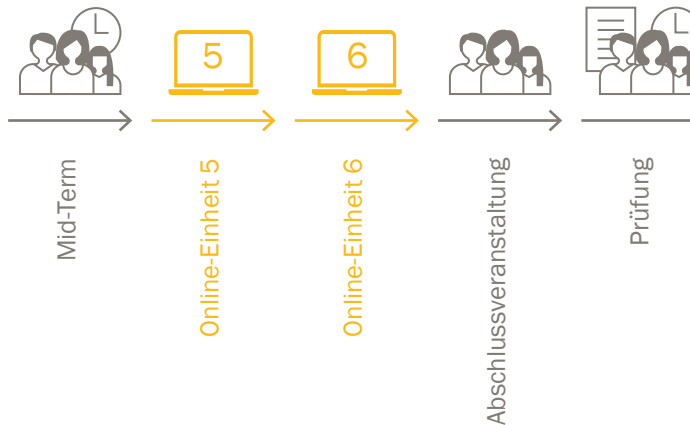 5
6
Mid-Term
Online-Einheit 5
Online-Einheit 6
Abschlussveranstaltung
Prüfung